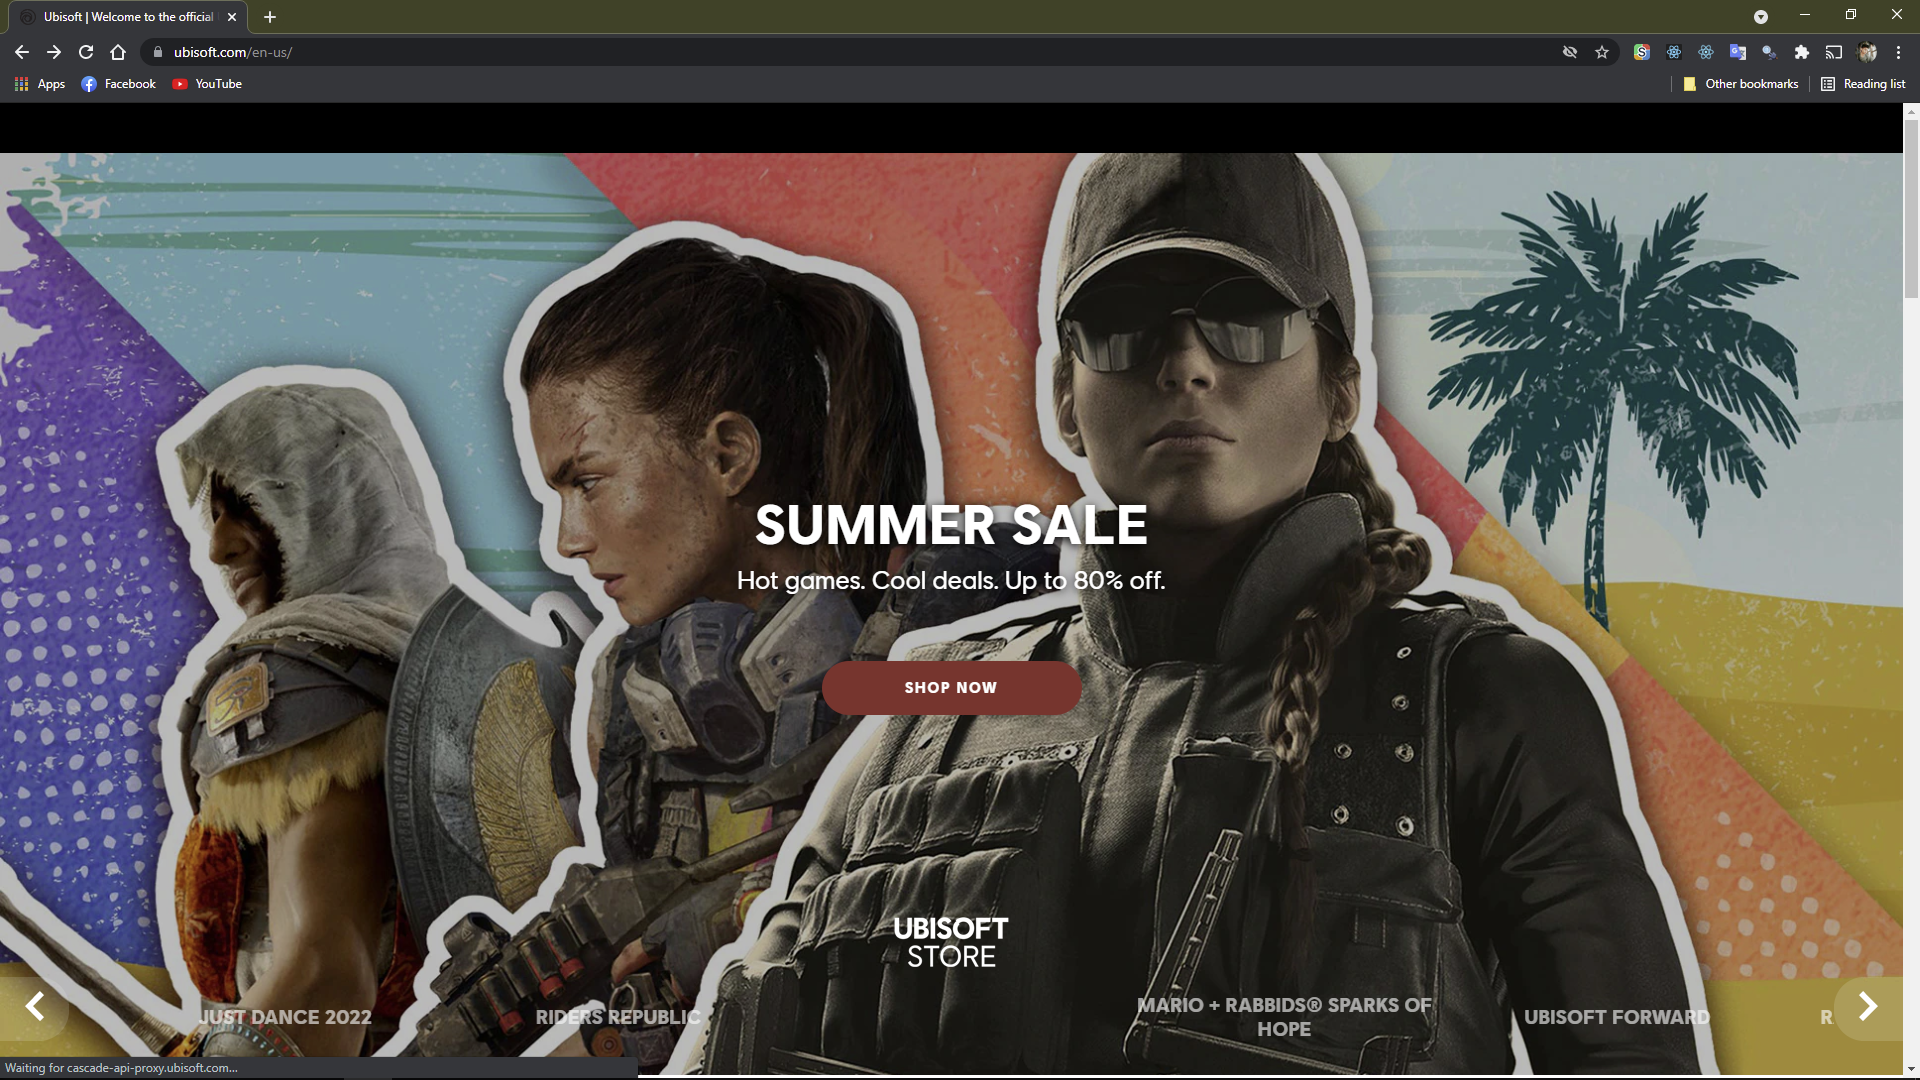 Ubisoft | Welcome to the official
ubisoft.com/en-us/
Apps
Facebook
YouTube
Other bookmarks
Reading list
SUMMER SALE
Hot games. Cool deals. Up to 80% off.
SHOP NOW
UBISOFT
STORE
JUST DANCE 2022
RIDERS REPUBLIC
MARIO + RABBIDS® SPARKS OF
HOPE
UBISOFT FORWARD
R
Waiting for cascade-api-proxy.ubisoft.com...